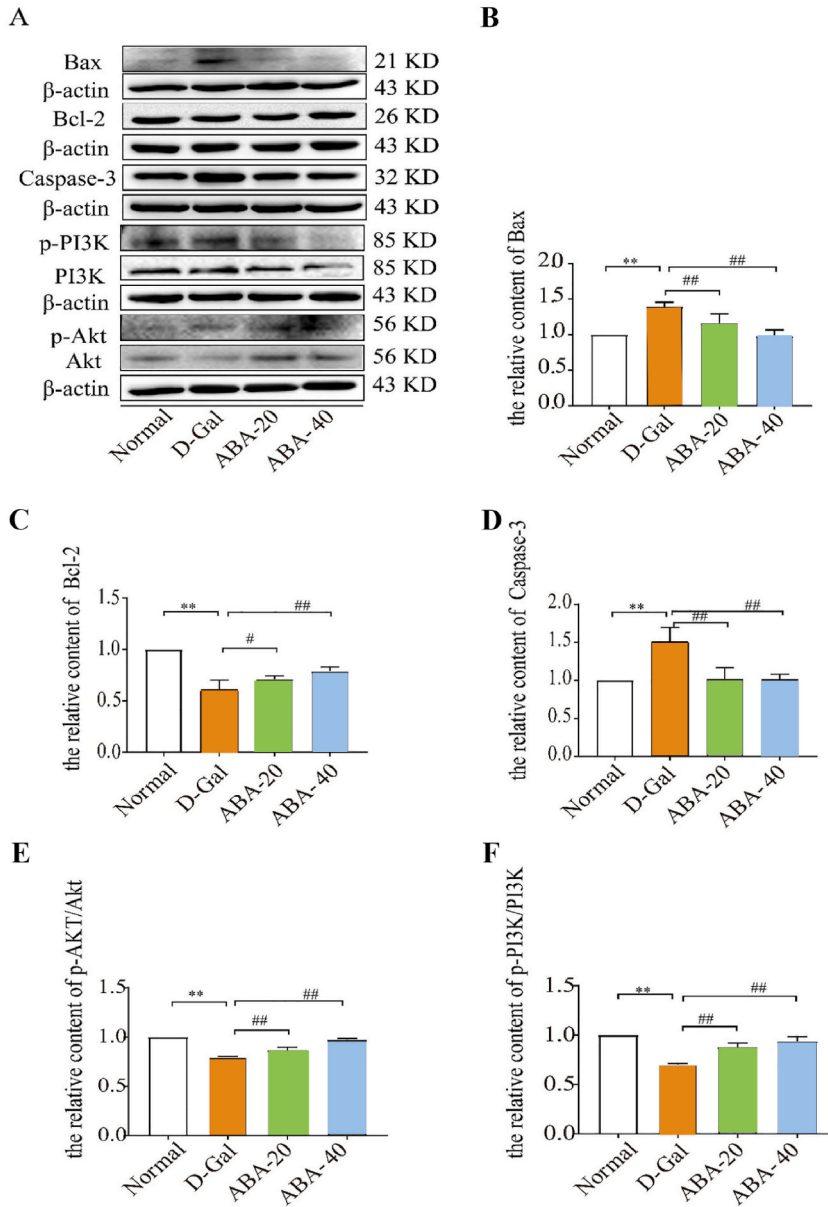 A
Bax 21 KD
β-actin 43 KD
Bcl-2 26 KD
β-actin 43 KD
Caspase-3 32 KD
β-actin 43 KD
p-PI3K 85 KD
PI3K 85 KD
β-actin 43 KD
p-Akt 56 KD
Akt 56 KD
β-actin 43 KD
Normal D-Gal ABA-20 ABA-40
B
the relative content of Bax
2.0
1.5
1.0
0.5
0.0
** ## ##
Normal D-Gal ABA-20 ABA-40
C
the relative content of Bcl-2
1.5
1.0
0.5
0.0
** # ##
Normal D-Gal ABA-20 ABA-40
D
the relative content of Caspase-3
2.0
1.5
1.0
0.5
0.0
** ## ##
Normal D-Gal ABA-20 ABA-40
E
the relative content of p-AKT/Akt
1.5
1.0
0.5
0.0
** ## ##
Normal D-Gal ABA-20 ABA-40
F
the relative content of p-PI3K/PI3K
1.5
1.0
0.5
0.0
** ## ##
Normal D-Gal ABA-20 ABA-40